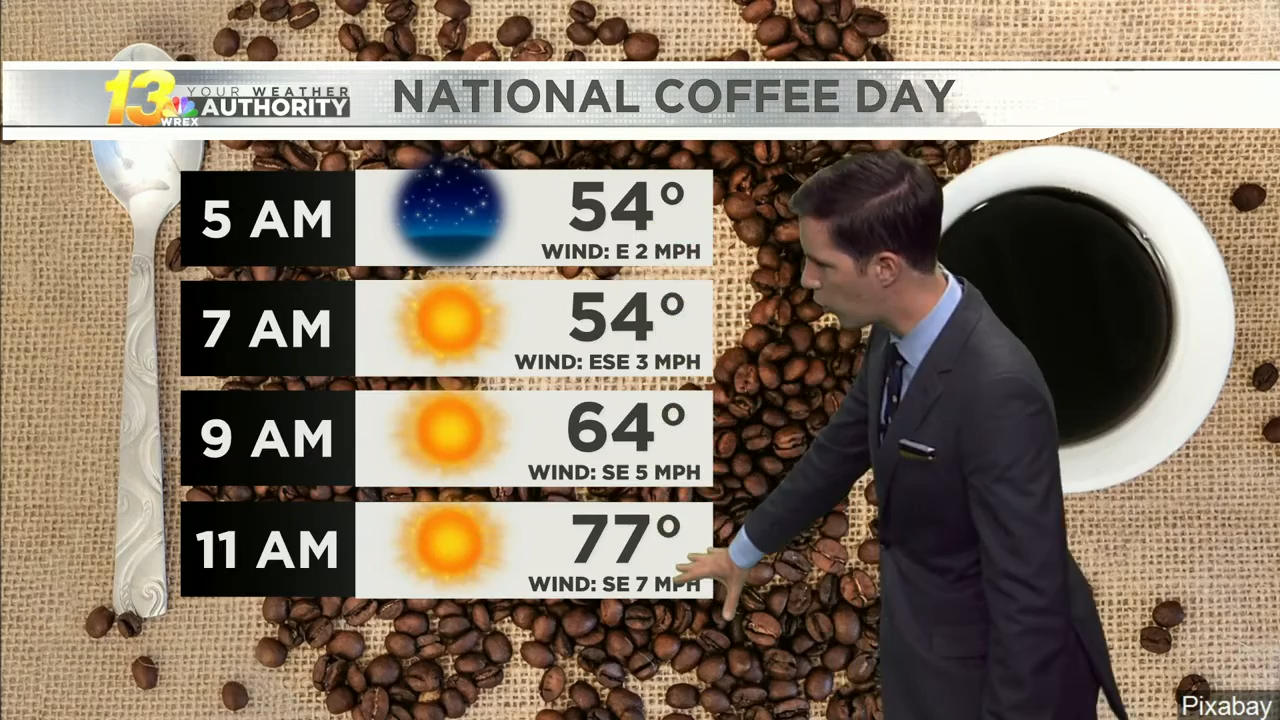 13 YOUR WEATHER
AUTHORITY
WREX
NATIONAL COFFEE DAY
5 AM
54°
WIND: E 2 MPH
7 AM
54°
WIND: ESE 3 MPH
9 AM
64°
WIND: SE 5 MPH
11 AM
77°
WIND: SE 7 MPH
Pixabay